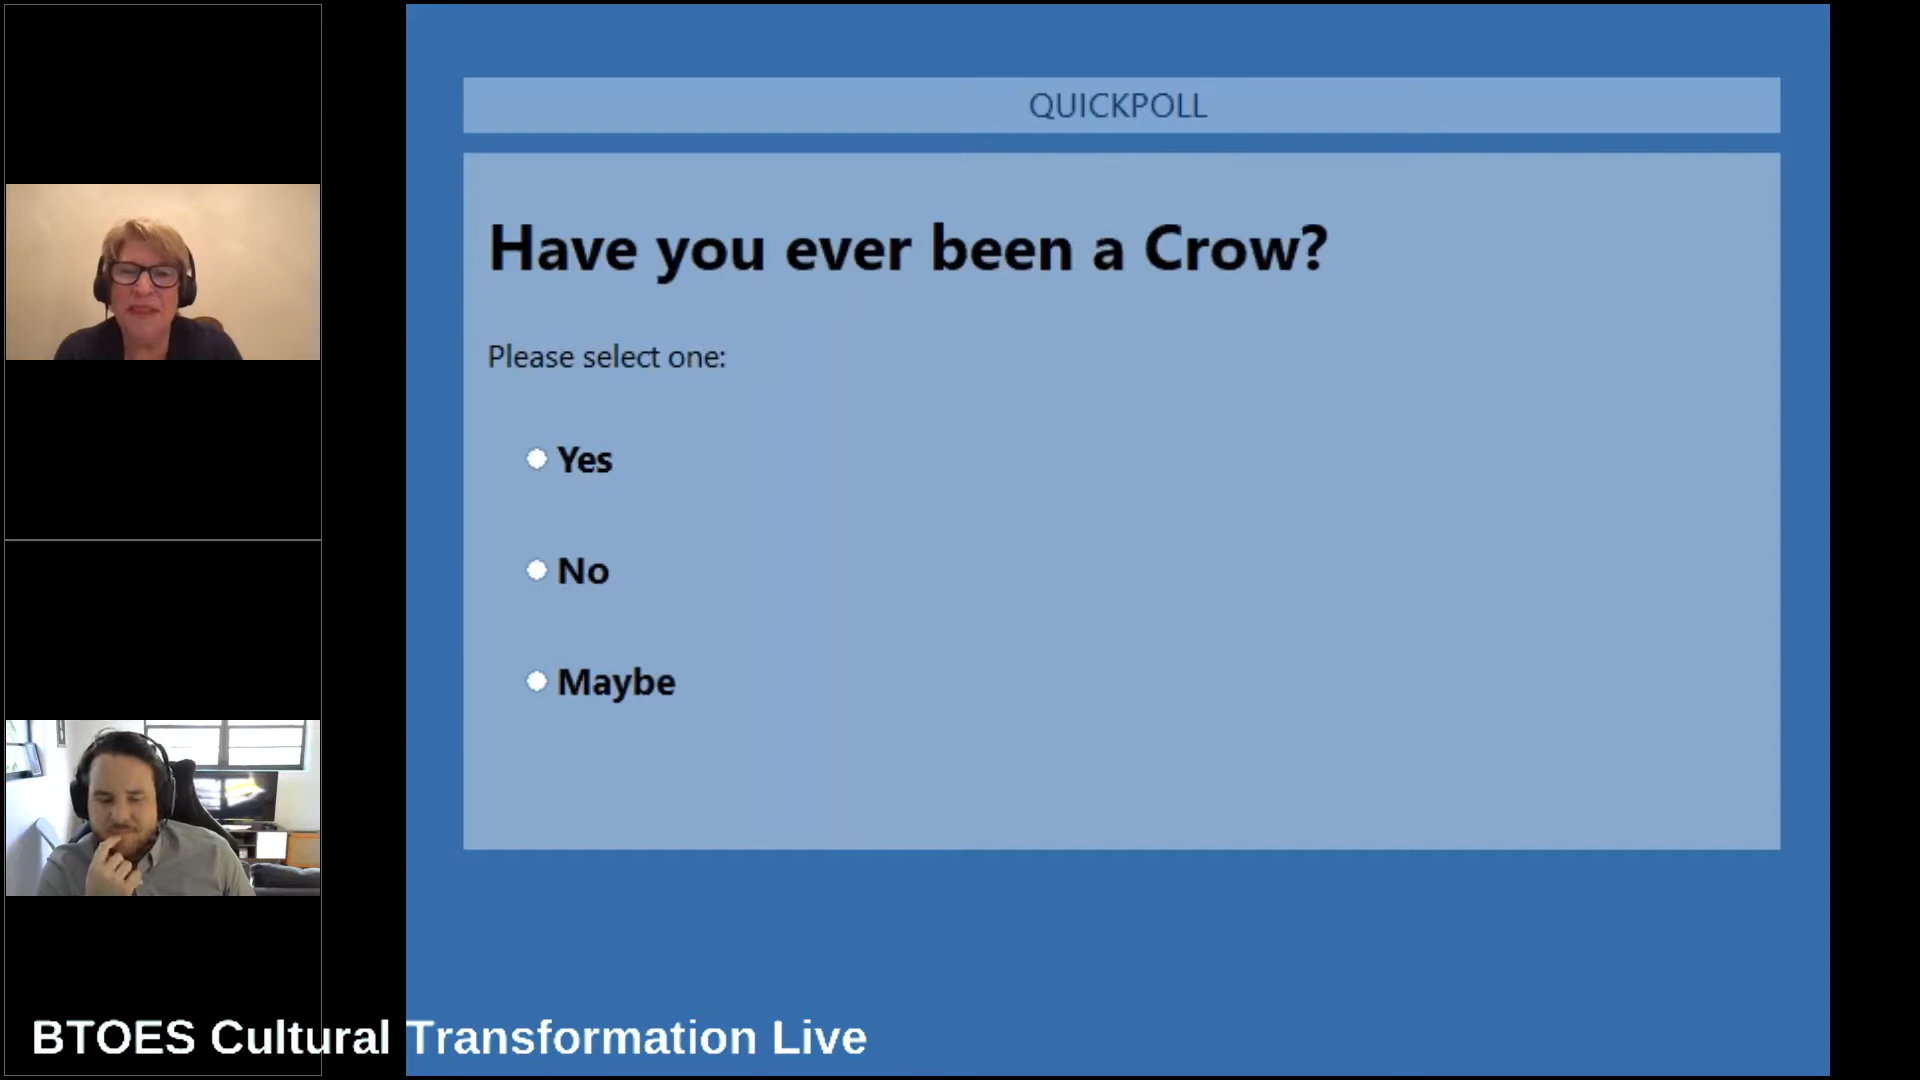 QUICKPOLL
Have you ever been a Crow?
Please select one:
Yes
No
Maybe
BTOES Cultural Transformation Live